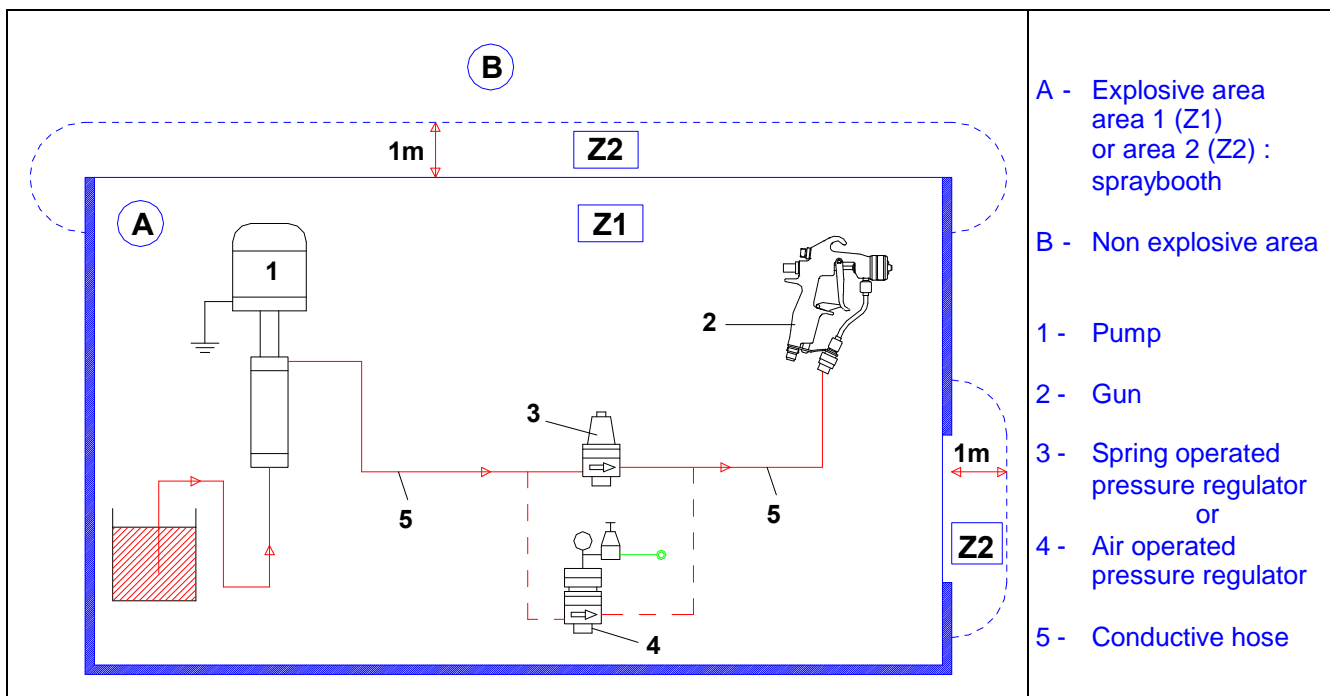 B
1m
Z2
A
Z1
1
2
3
5
5
1m
Z2
4
A - Explosive area
area 1 (Z1)
or area 2 (Z2) :
spraybooth
B - Non explosive area
1 - Pump
2 - Gun
3 - Spring operated
pressure regulator
or
4 - Air operated
pressure regulator
5 - Conductive hose